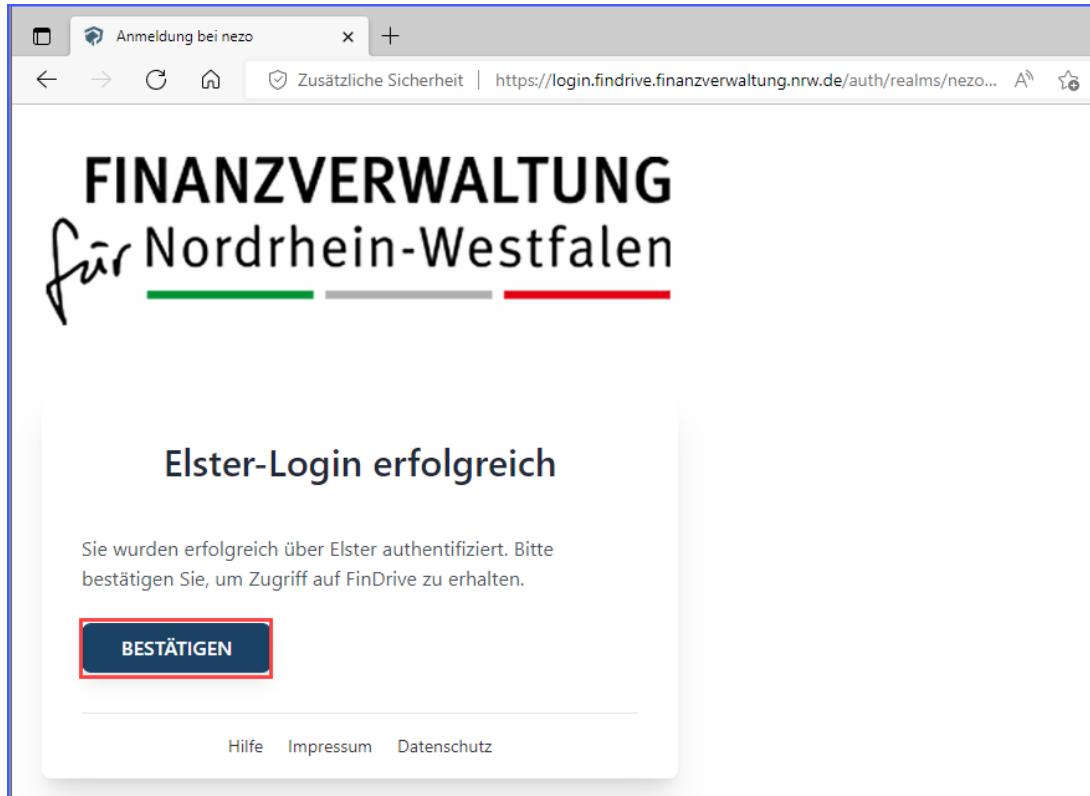 Anmeldung bei nezo
Zusätzliche Sicherheit | https://login.findrive.finanzverwaltung.nrw.de/auth/realms/nezo...
FINANZVERWALTUNG
für Nordrhein-Westfalen
Elster-Login erfolgreich
Sie wurden erfolgreich über Elster authentifiziert. Bitte
bestätigen Sie, um Zugriff auf FinDrive zu erhalten.
BESTÄTIGEN
Hilfe Impressum Datenschutz